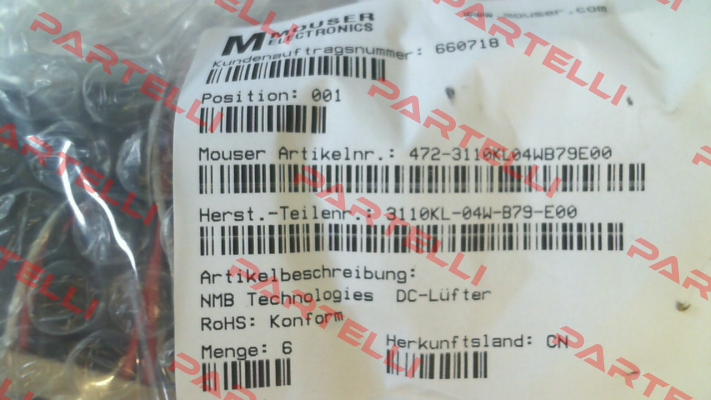 MOUSER
ELECTRONICS
www.mouser.com
Kundenauftragsnummer: 660718
Position: 001
Mouser Artikelnr.: 472-3110KL04WB79E00
Herst.-Teilenr.: 3110KL-04W-B79-E00
Artikelbeschreibung:
NMB Technologies DC-Lüfter
RoHS: Konform
Menge: 6
Herkunftsland: CN
PARTELLI
PARTELLI
PARTELLI
PARTELLI
PARTELLI
PARTELLI